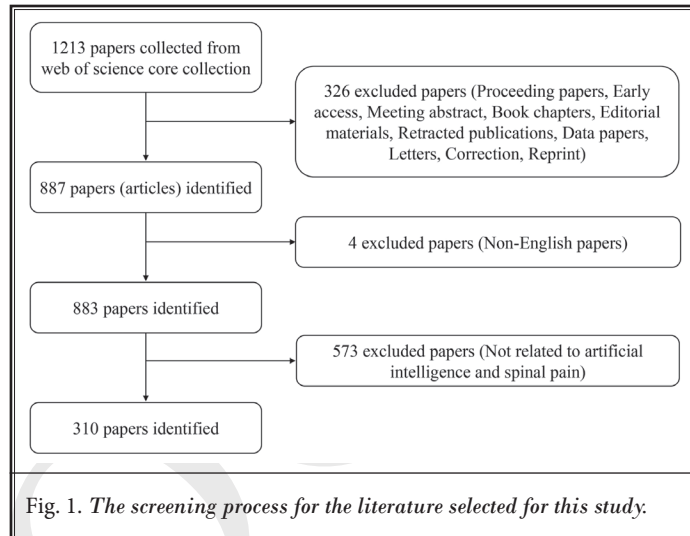 1213 papers collected from
web of science core collection
326 excluded papers (Proceeding papers, Early
access, Meeting abstract, Book chapters, Editorial
materials, Retracted publications, Data papers,
Letters, Correction, Reprint)
887 papers (articles) identified
4 excluded papers (Non-English papers)
883 papers identified
573 excluded papers (Not related to artificial
intelligence and spinal pain)
310 papers identified
Fig. 1. The screening process for the literature selected for this study.